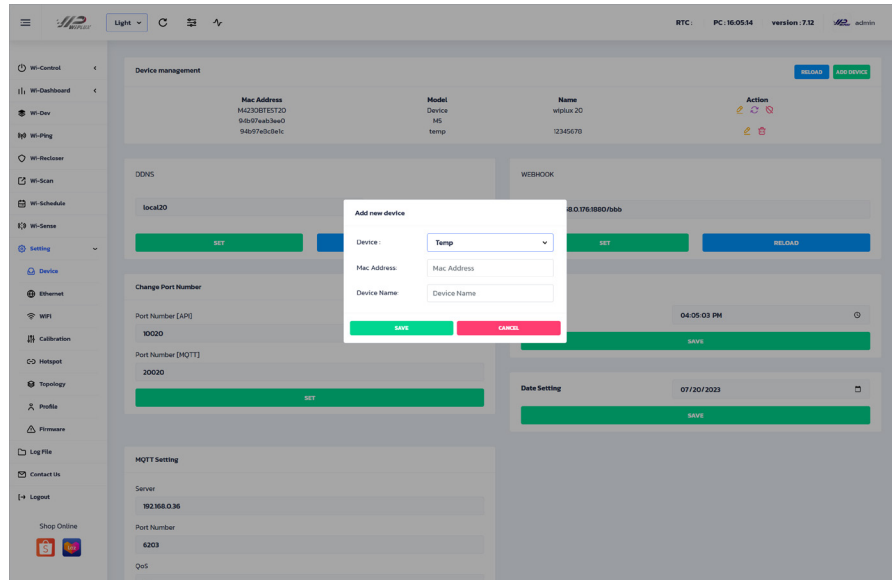 WiPLUX
Light
RTC :
PC : 16:05:14
version : 7.12
admin
Wi-Control
Wi-Dashboard
Wi-Dev
Wi-Ping
Wi-Recloser
Wi-Scan
Wi-Schedule
Wi-Sense
Setting
Device
Ethernet
WiFi
Calibration
Hotspot
Topology
Profile
Firmware
Log File
Contact Us
Logout
Shop Online
Device management
RELOAD
ADD DEVICE
Mac Address Model Name Action
M4230BTEST20 Device wiplux 20
94b97eab3ee0 MS
94b97e8c8e1c temp 12345678
DDNS
local20
SET
WEBHOOK
8.0.176:1880/bbb
SET
RELOAD
Add new device
Device :
Temp
Mac Address:
Mac Address
Device Name:
Device Name
SAVE
CANCEL
Change Port Number
Port Number [API]
10020
Port Number [MQTT]
20020
SET
04:05:03 PM
SAVE
Date Setting
07/20/2023
SAVE
MQTT Setting
Server
192.168.0.36
Port Number
6203
QoS